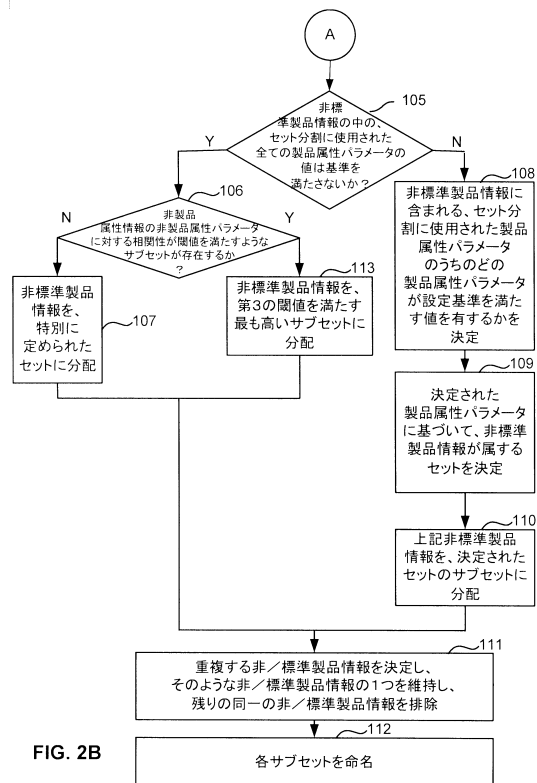 A
105
非標
準製品情報の中の、
セット分割に使用された
全ての製品属性パラメータの
値は基準を
満たさないか？
Y
N
106
非製品
属性情報の非製品属性パラメータ
に対する相関性が閾値を満たすような
サブセットが存在するか
？
N
Y
107
非標準製品
情報を、
特別に
定められた
セットに分配
113
非標準製品情報を、
第3の閾値を満たす
最も高いサブセットに
分配
108
非標準製品情報に
含まれる、セット分
割に使用された製品
属性パラメータ
のうちのどの
製品属性パラメータ
が設定基準を満た
す値を有するかを
決定
109
決定された
製品属性パラメータ
に基づいて、非標準
製品情報が属する
セットを決定
110
上記非標準製品
情報を、決定された
セットのサブセットに
分配
111
重複する非／標準製品情報を決定し、
そのような非／標準製品情報の1つを維持し、
残りの同一の非／標準製品情報を排除
112
各サブセットを命名
FIG. 2B